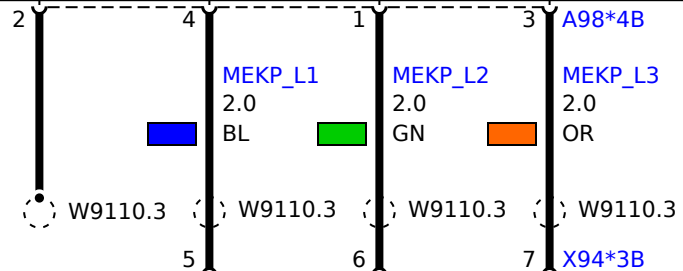 2 4 1 3 A98*4B
MEKP_L1 MEKP_L2 MEKP_L3
2.0 2.0 2.0
BL GN OR
W9110.3 W9110.3 W9110.3 W9110.3
5 6 7 X94*3B